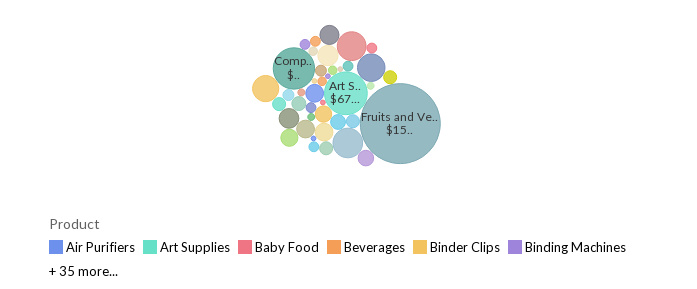 Comp..
$..
Art S..
$67...
Fruits and Ve..
$15..
Product
Air Purifiers Art Supplies Baby Food Beverages Binder Clips Binding Machines
+ 35 more...